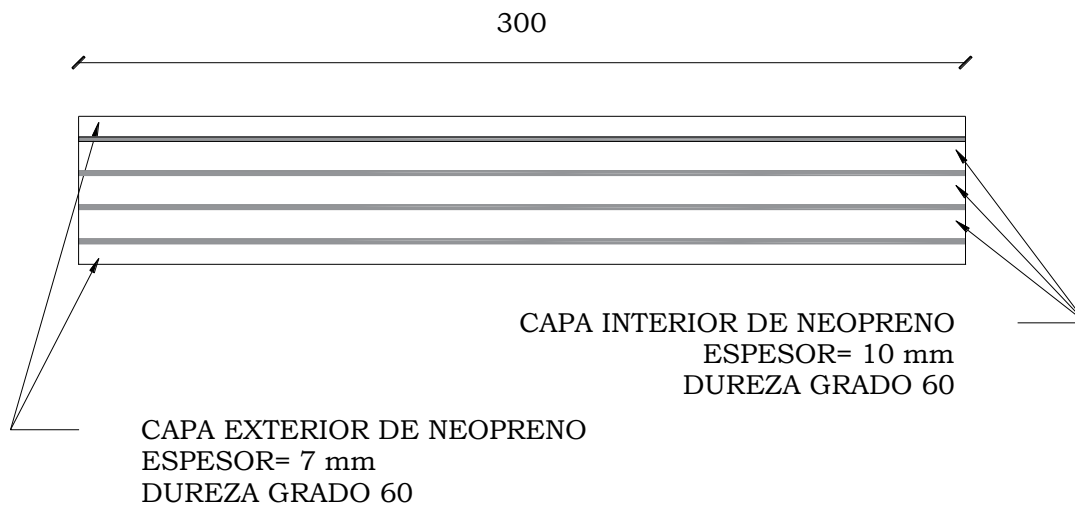 300
CAPA INTERIOR DE NEOPRENO
ESPESOR= 10 mm
DUREZA GRADO 60
CAPA EXTERIOR DE NEOPRENO
ESPESOR= 7 mm
DUREZA GRADO 60